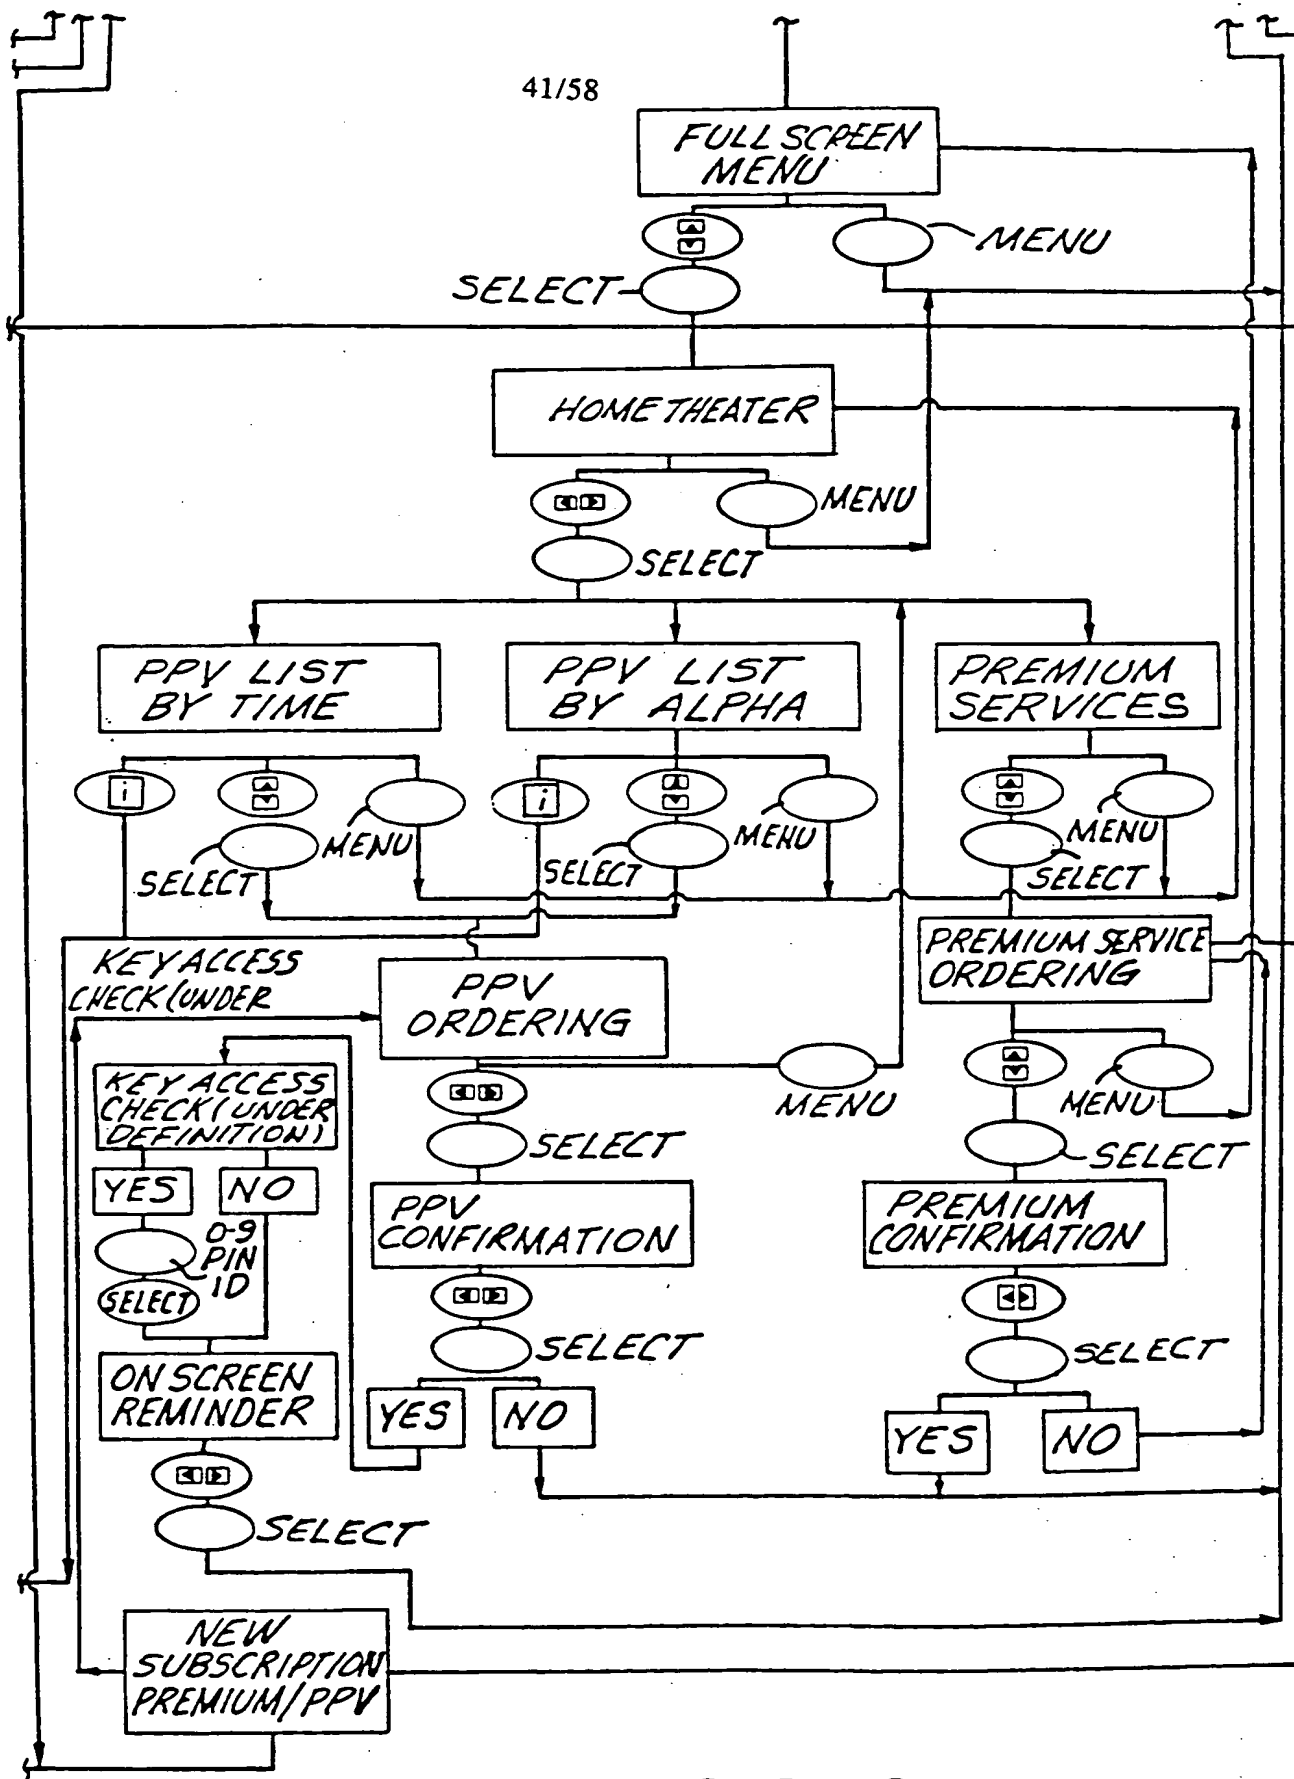 41/58
FULL SCREEN
MENU
MENU
SELECT
HOME THEATER
MENU
SELECT
PPV LIST
BY TIME
PPV LIST
BY ALPHA
PREMIUM
SERVICES
i
i
MENU
SELECT
MENU
SELECT
MENU
SELECT
KEY ACCESS
CHECK (UNDER
PPV
ORDERING
PREMIUM SERVICE
ORDERING
KEY ACCESS
CHECK (UNDER
DEFINITION)
MENU
MENU
SELECT
SELECT
YES
NO
0-9
PIN
ID
SELECT
PPV
CONFIRMATION
PREMIUM
CONFIRMATION
SELECT
SELECT
ON SCREEN
REMINDER
YES
NO
YES
NO
SELECT
NEW
SUBSCRIPTION
PREMIUM/PPV